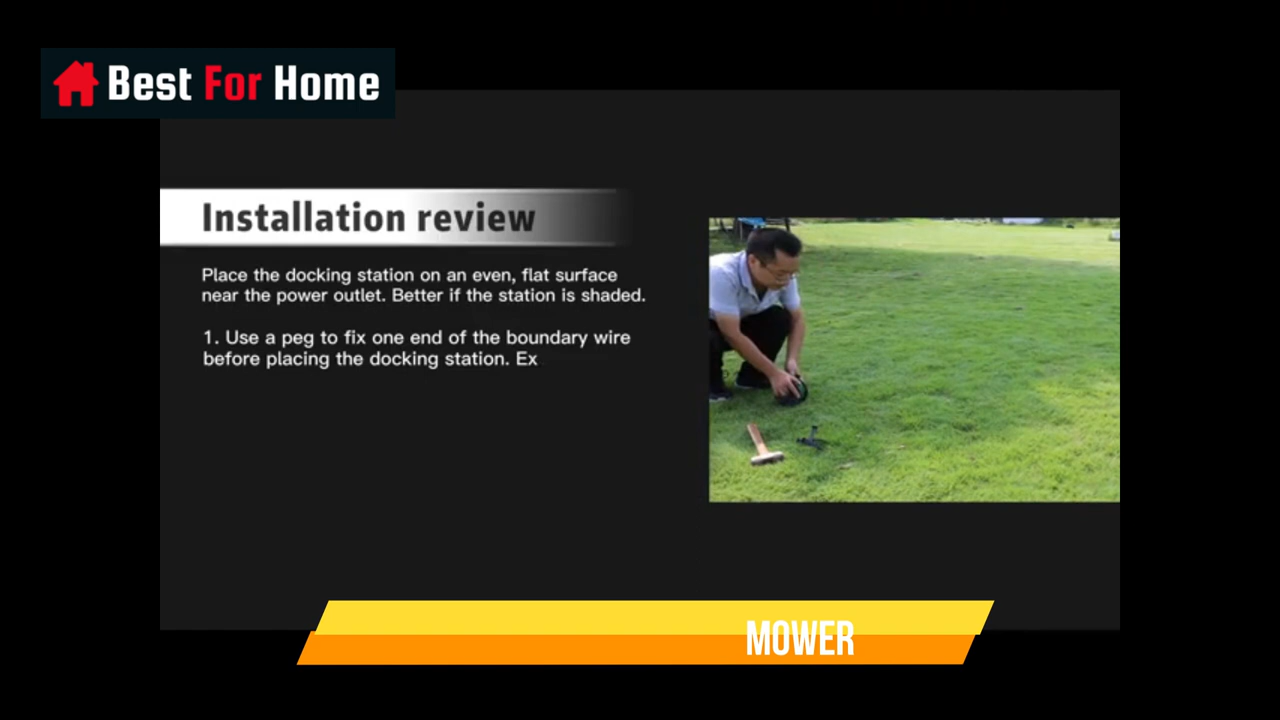 Best For Home
Installation review
Place the docking station on an even, flat surface
near the power outlet. Better if the station is shaded.
1. Use a peg to fix one end of the boundary wire
before placing the docking station. Ex
MOWER